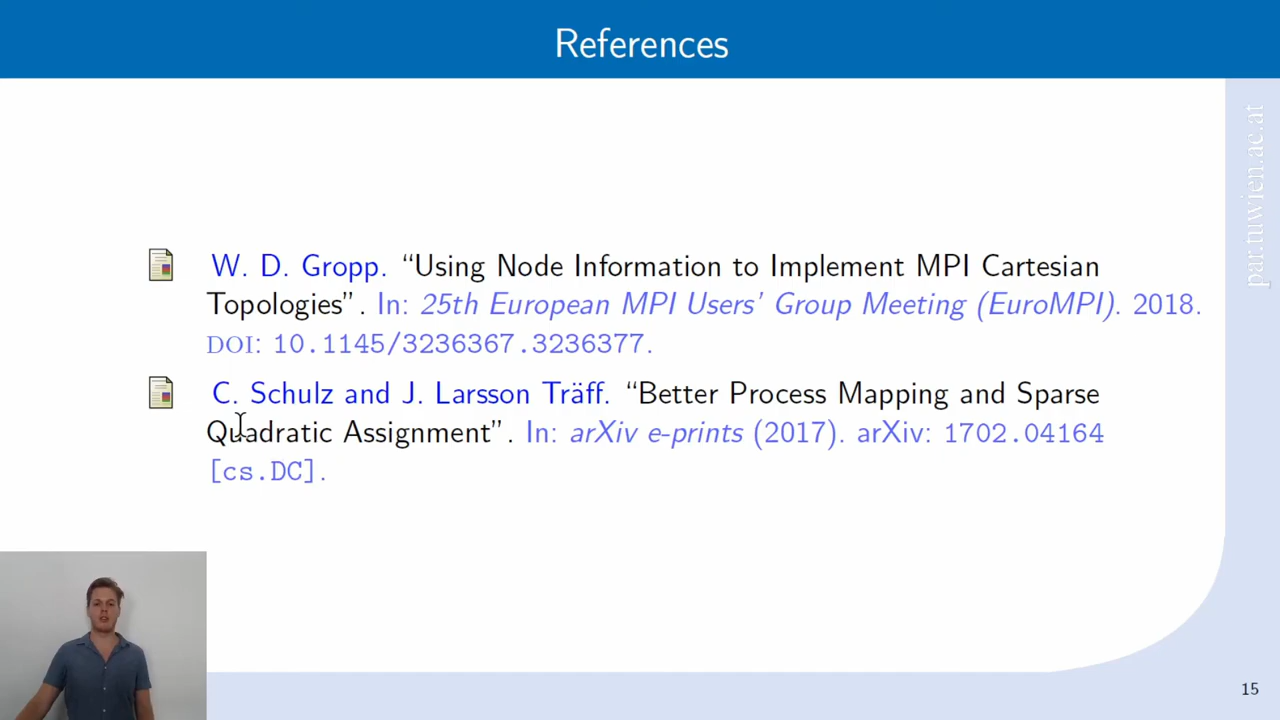 References
par.tuwien.ac.at
W. D. Gropp. “Using Node Information to Implement MPI Cartesian
Topologies”. In: 25th European MPI Users’ Group Meeting (EuroMPI). 2018.
DOI: 10.1145/3236367.3236377.
C. Schulz and J. Larsson Träff. “Better Process Mapping and Sparse
Quadratic Assignment”. In: arXiv e-prints (2017). arXiv: 1702.04164
[cs.DC].
15